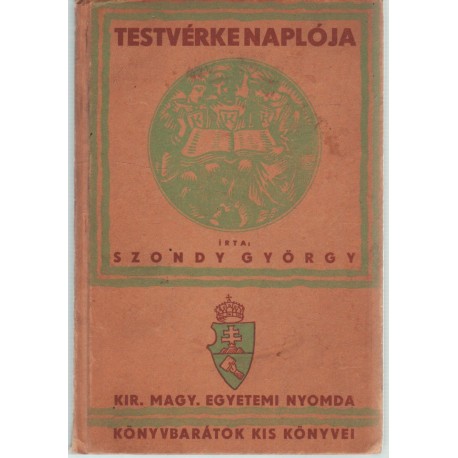 TESTVÉRKE NAPLÓJA
ÍRTA:
SZONDY GYÖRGY
KIR. MAGY. EGYETEMI NYOMDA
KÖNYVBARÁTOK KIS KÖNYVEI